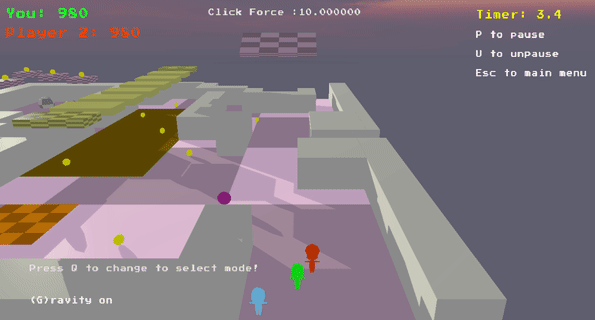 You: 980
Player 2: 960
Click Force :10.000000
Timer: 3.4
P to pause
U to unpause
Esc to main menu
Press Q to change to select mode!
(G)ravity on